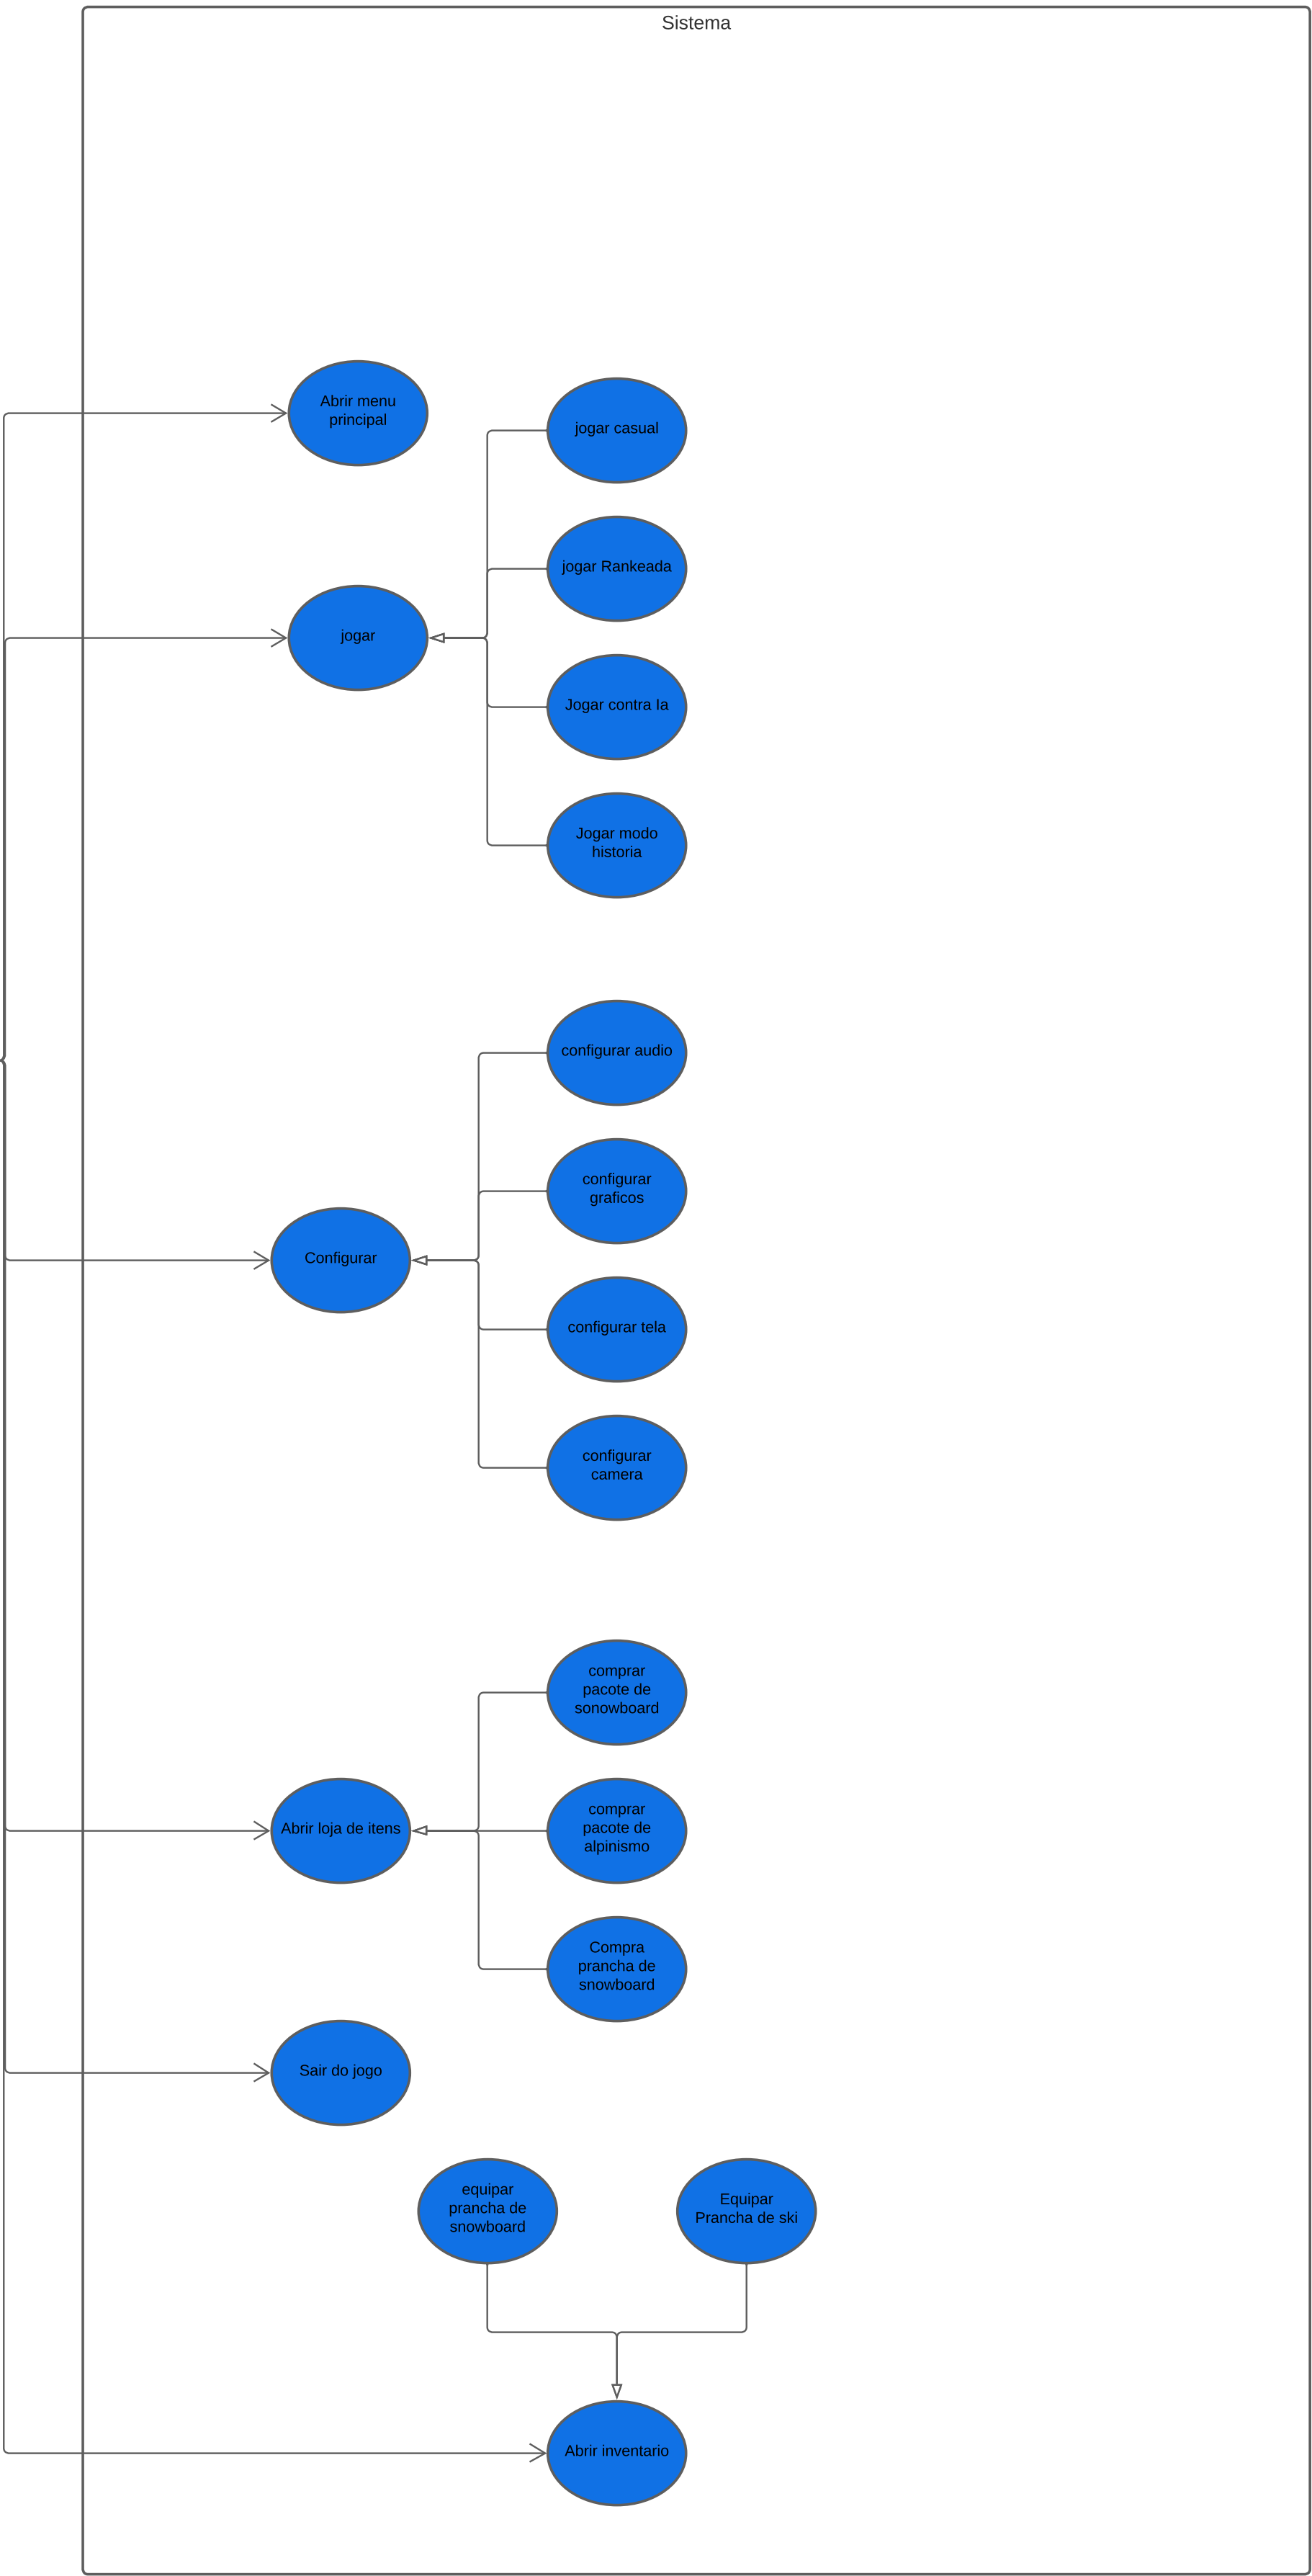 Sistema
Abrir menu
principal
jogar casual
jogar Rankeada
jogar
Jogar contra Ia
Jogar modo
historia
configurar audio
configurar
graficos
Configurar
configurar tela
configurar
camera
comprar
pacote de
sonowboard
Abrir loja de itens
comprar
pacote de
alpinismo
Compra
prancha de
snowboard
Sair do jogo
equipar
prancha de
snowboard
Equipar
Prancha de ski
Abrir inventario